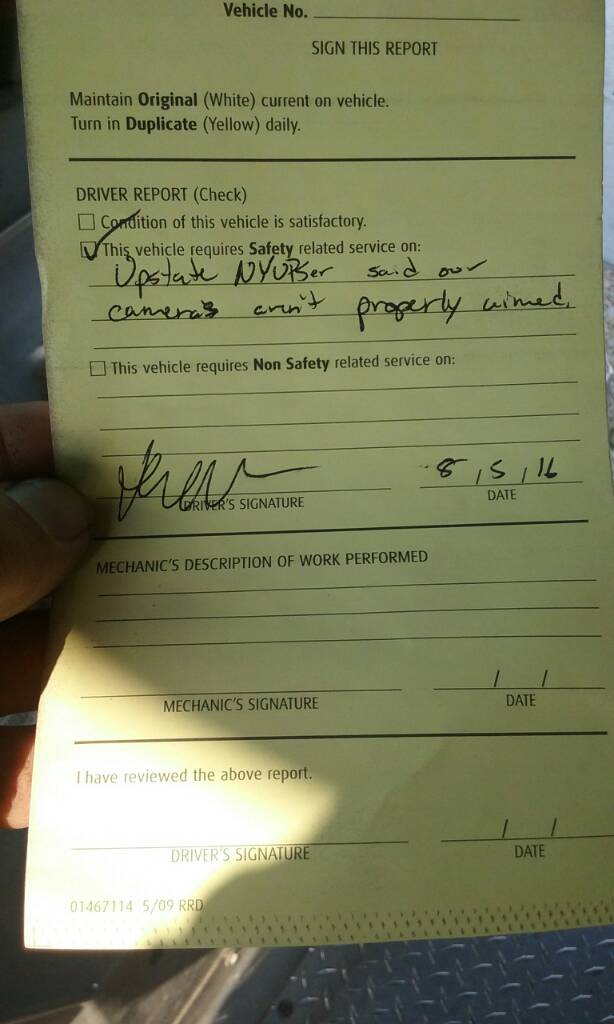 Vehicle No.
SIGN THIS REPORT
Maintain Original (White) current on vehicle.
Turn in Duplicate (Yellow) daily.
DRIVER REPORT (Check)
Condition of this vehicle is satisfactory.
This vehicle requires Safety related service on:
Upstate NYUPSer said our
camera's arn't properly aimed.
This vehicle requires Non Safety related service on:
8 / 5 / 16
DRIVER'S SIGNATURE DATE
MECHANIC'S DESCRIPTION OF WORK PERFORMED
/ /
MECHANIC'S SIGNATURE DATE
I have reviewed the above report.
/ /
DRIVER'S SIGNATURE DATE
01467114 5/09 RRD